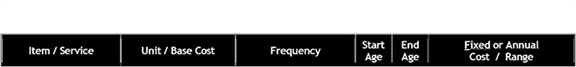 Item / Service Unit / Base Cost Frequency Start Age End Age Fixed or Annual Cost / Range